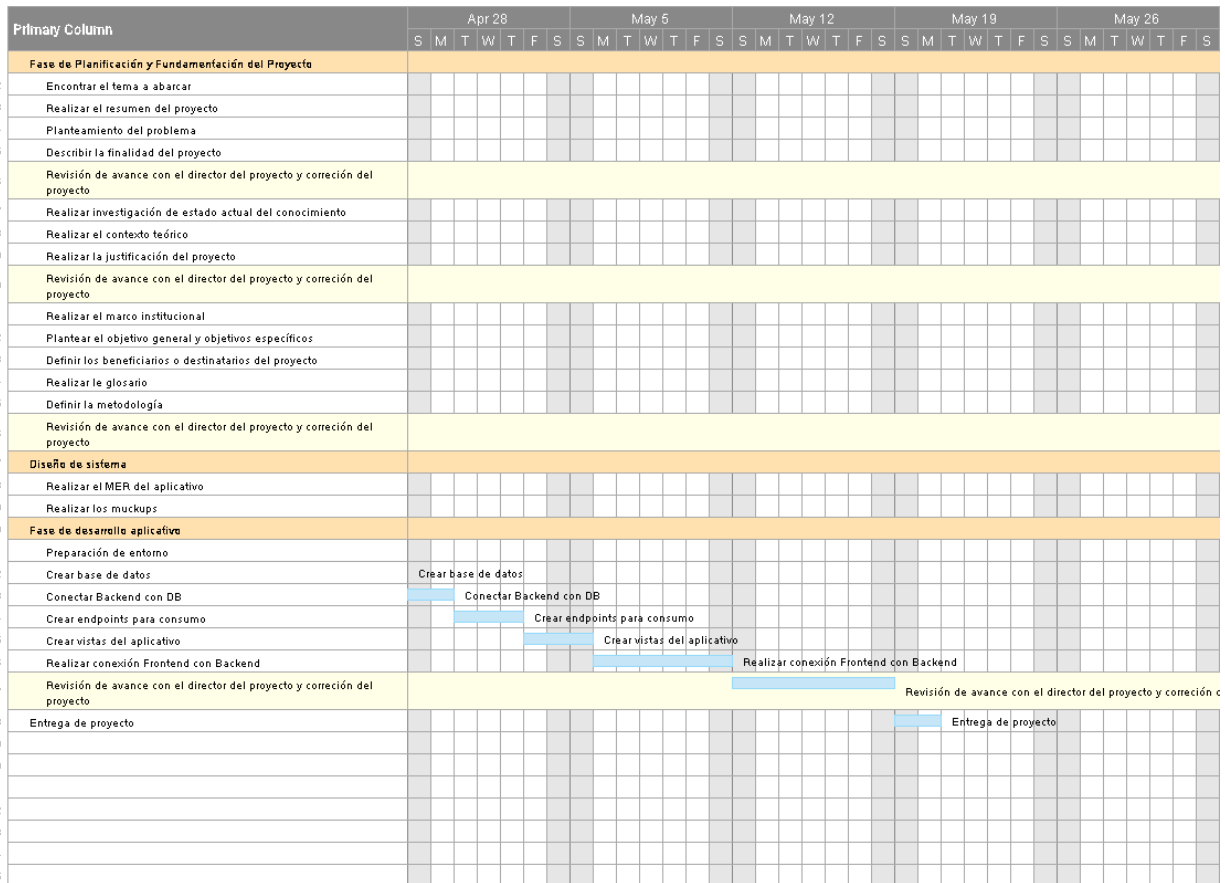 Primary Column
Apr 28 May 5 May 12 May 19 May 26
S M T W T F S S M T W T F S S M T W T F S S M T W T F S S M T W T F S
Fase de Planificación y Fundamentación del Proyecto
Encontrar el tema a abarcar
Realizar el resumen del proyecto
Planteamiento del problema
Describir la finalidad del proyecto
Revisión de avance con el director del proyecto y correción del
proyecto
Realizar investigación de estado actual del conocimiento
Realizar el contexto teórico
Realizar la justificación del proyecto
Revisión de avance con el director del proyecto y correción del
proyecto
Realizar el marco institucional
Plantear el objetivo general y objetivos específicos
Definir los beneficiarios o destinatarios del proyecto
Realizar le glosario
Definir la metodología
Revisión de avance con el director del proyecto y correción del
proyecto
Diseño de sistema
Realizar el MER del aplicativo
Realizar los muckups
Fase de desarrollo aplicativo
Preparación de entorno
Crear base de datos Crear base de datos
Conectar Backend con DB Conectar Backend con DB
Crear endpoints para consumo Crear endpoints para consumo
Crear vistas del aplicativo Crear vistas del aplicativo
Realizar conexión Frontend con Backend Realizar conexión Frontend con Backend
Revisión de avance con el director del proyecto y correción del
proyecto
Revisión de avance con el director del proyecto y correción
Entrega de proyecto Entrega de proyecto